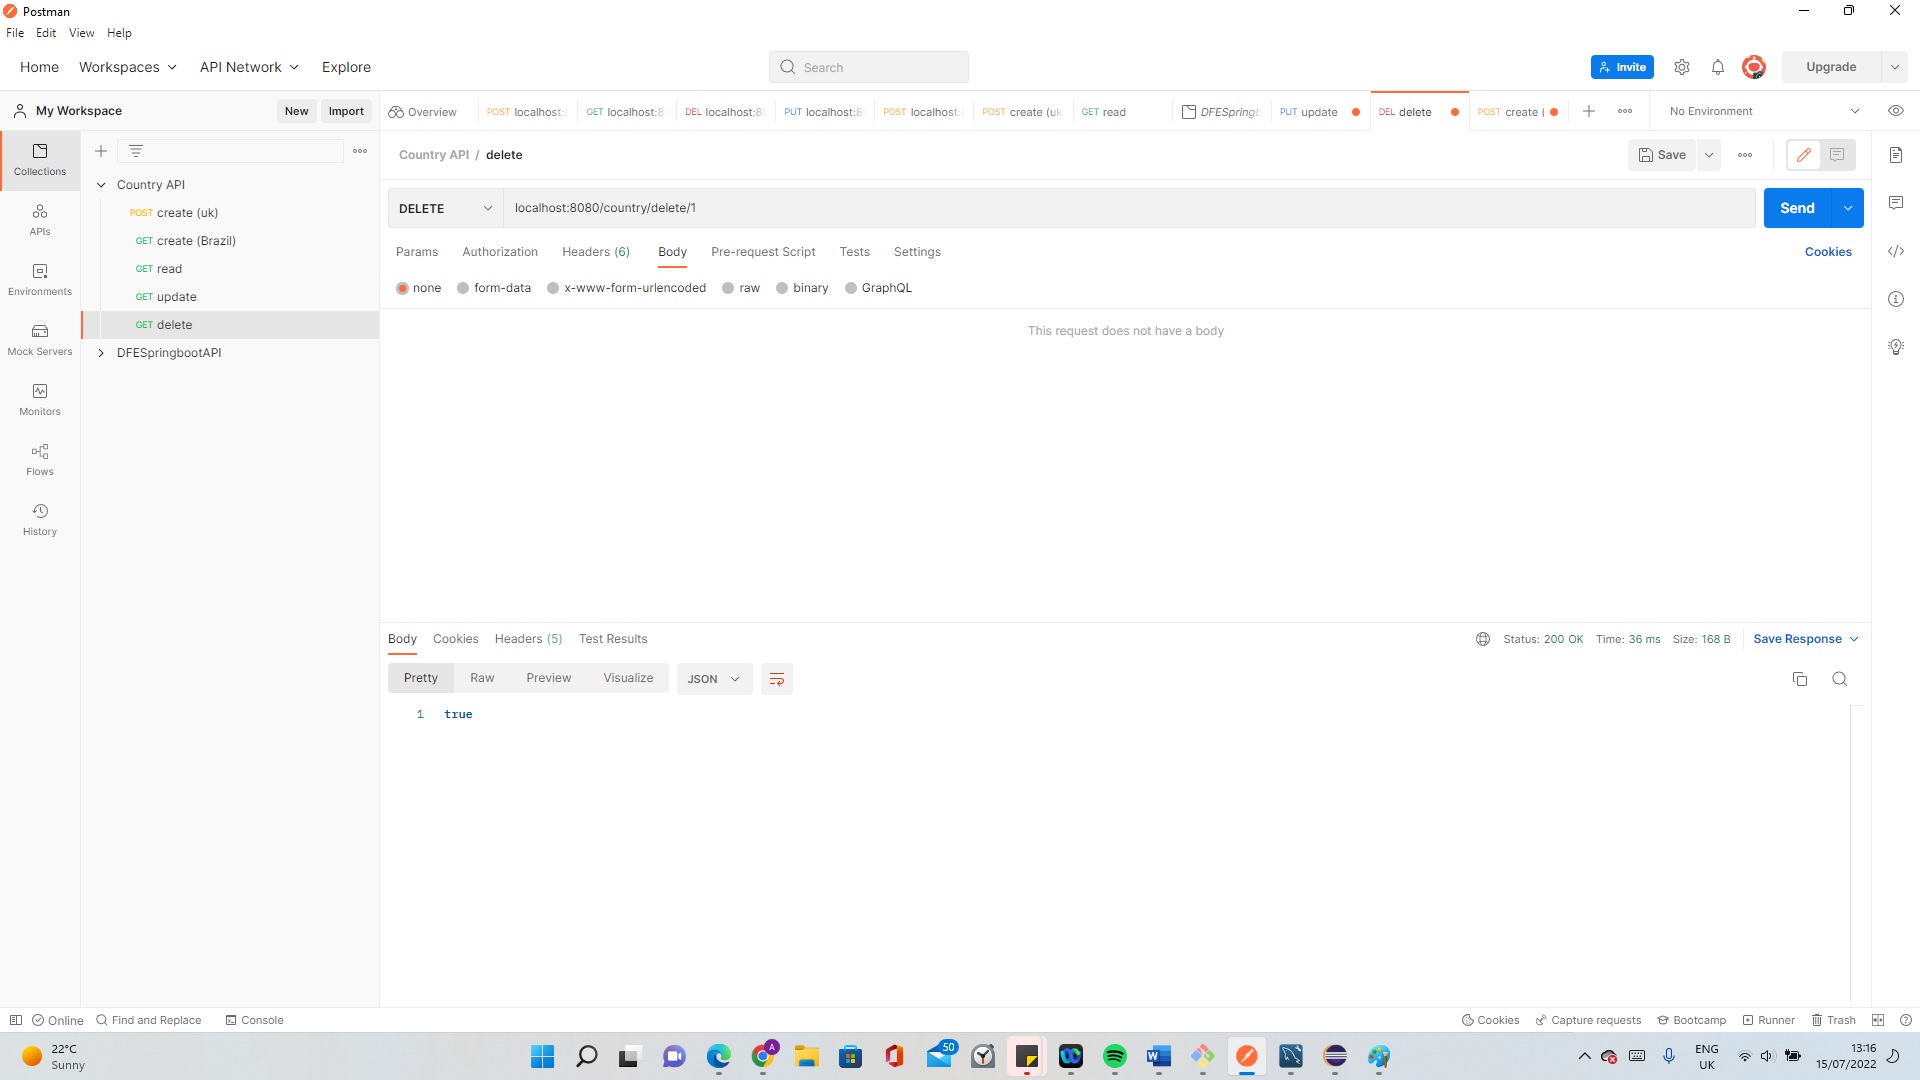 Postman
File Edit View Help
Home Workspaces API Network Explore Search Invite Upgrade
My Workspace New Import
Overview POST localhost: GET localhost:8 DEL localhost:8 PUT localhost:8 POST localhost: POST create (uk GET read DFESpring PUT update DEL delete POST create ( No Environment
Collections
APIs
Environments
Mock Servers
Monitors
Flows
History
Country API
POST create (uk)
GET create (Brazil)
GET read
GET update
GET delete
DFESpringbootAPI
Country API / delete Save
DELETE localhost:8080/country/delete/1 Send
Params Authorization Headers (6) Body Pre-request Script Tests Settings Cookies
none form-data x-www-form-urlencoded raw binary GraphQL
This request does not have a body
Body Cookies Headers (5) Test Results Status: 200 OK Time: 36 ms Size: 168 B Save Response
Pretty Raw Preview Visualize JSON
1 true
Online Find and Replace Console Cookies Capture requests Bootcamp Runner Trash
22°C
Sunny
A
50
W
ENG
UK
13:16
15/07/2022